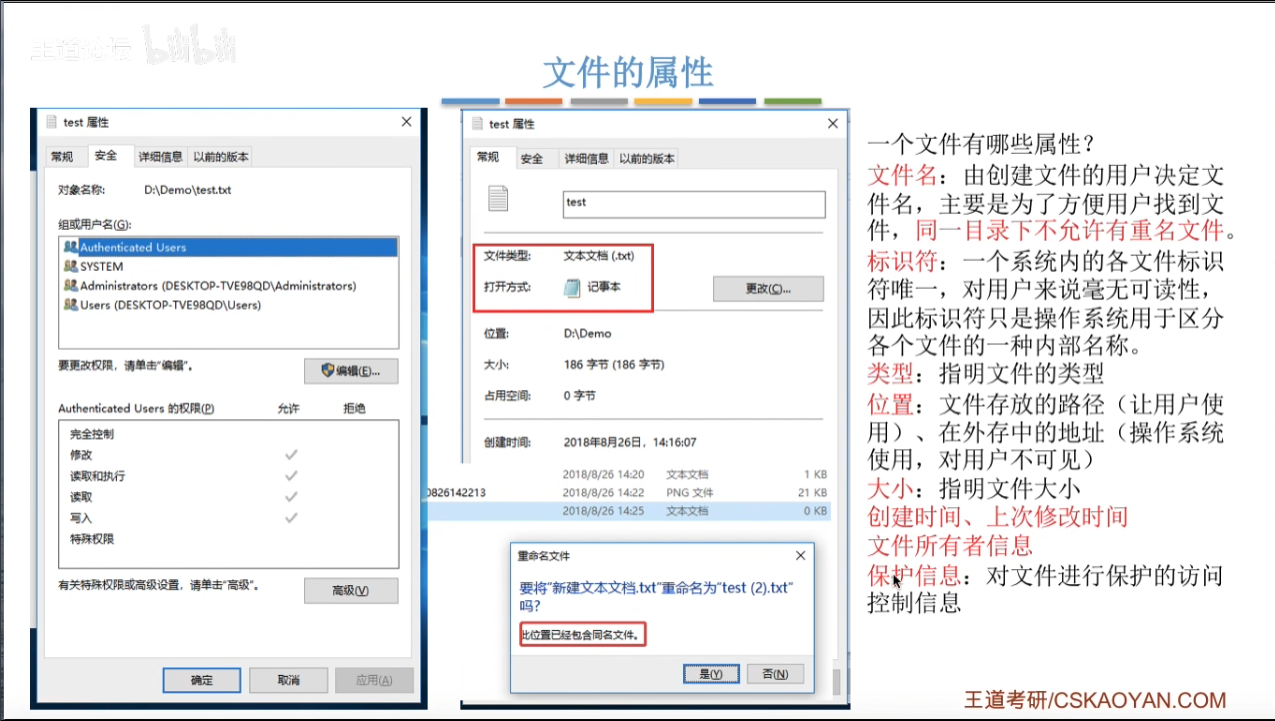 王道考研 bilibili
文件的属性
test 属性
常规 安全 详细信息 以前的版本
对象名称: D:\Demo\test.txt
组或用户名(G):
Authenticated Users
SYSTEM
Administrators (DESKTOP-TVE98QD\Administrators)
Users (DESKTOP-TVE98QD\Users)
要更改权限，请单击"编辑"。
编辑(E)...
Authenticated Users 的权限(P) 允许 拒绝
完全控制
修改
读取和执行
读取
写入
特殊权限
有关特殊权限或高级设置，请单击"高级"。
高级(V)
确定 取消 应用(A)
test 属性
常规 安全 详细信息 以前的版本
test
文件类型: 文本文档 (.txt)
打开方式: 记事本
更改(C)...
位置: D:\Demo
大小: 186 字节 (186 字节)
占用空间: 0 字节
创建时间: 2018年8月26日，14:16:07
2018/8/26 14:20 文本文档 1 KB
0826142213 2018/8/26 14:22 PNG 文件 21 KB
2018/8/26 14:25 文本文档 0 KB
重命名文件
要将"新建文本文档.txt"重命名为"test (2).txt"
吗?
此位置已经包含同名文件。
是(Y) 否(N)
一个文件有哪些属性？
文件名：由创建文件的用户决定文
件名，主要是为了方便用户找到文
件，同一目录下不允许有重名文件。
标识符：一个系统内的各文件标识
符唯一，对用户来说毫无可读性，
因此标识符只是操作系统用于区分
各个文件的一种内部名称。
类型：指明文件的类型
位置：文件存放的路径（让用户使
用）、在外存中的地址（操作系统
使用，对用户不可见）
大小：指明文件大小
创建时间、上次修改时间
文件所有者信息
保护信息：对文件进行保护的访问
控制信息
王道考研/CSKAOYAN.COM